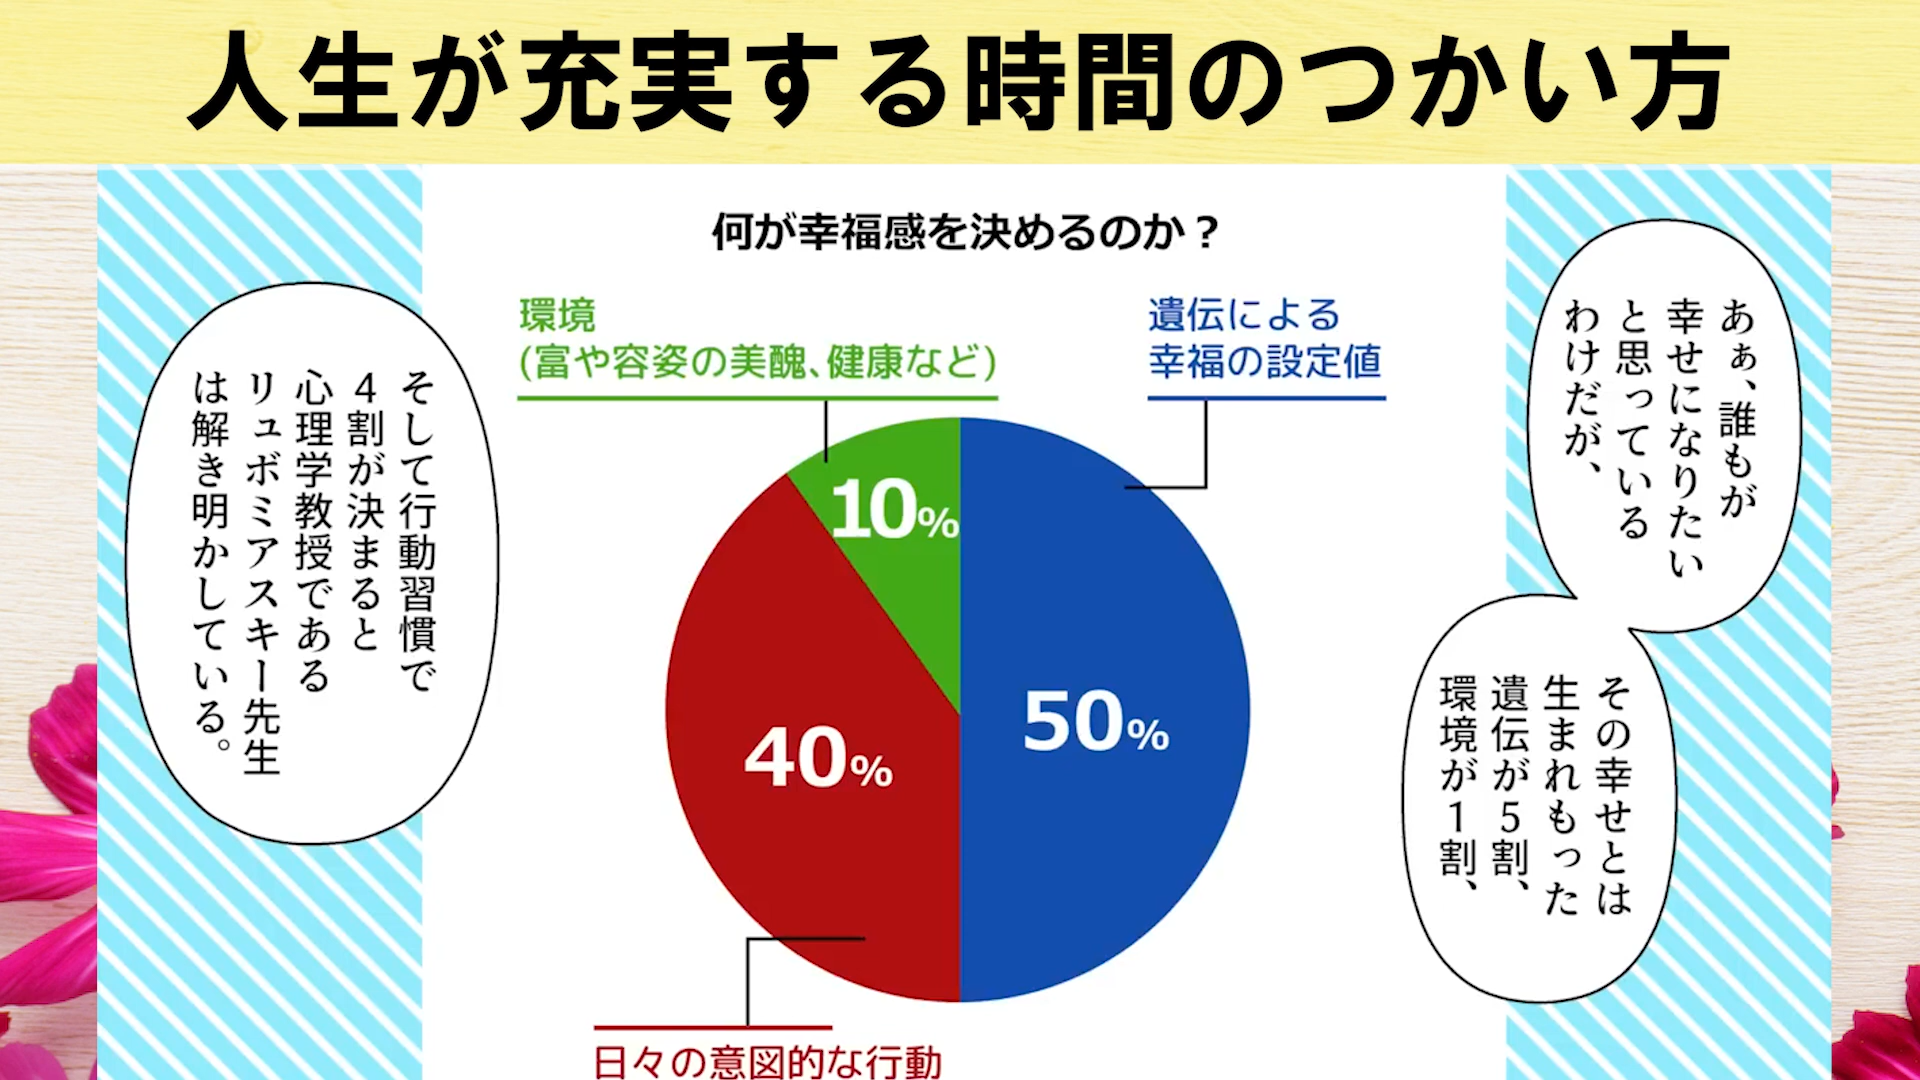 人生が充実する時間のつかい方
あぁ、誰もが
幸せになりたい
と思っている
わけだが、
その幸せとは
生まれもった
遺伝が5割、
環境が1割、
何が幸福感を決めるのか？
環境
(富や容姿の美醜、健康など)
遺伝による
幸福の設定値
10%
50%
40%
日々の意図的な行動
そして行動習慣で
4割が決まると
心理学教授である
リュボミアスキー先生
は解き明かしている。